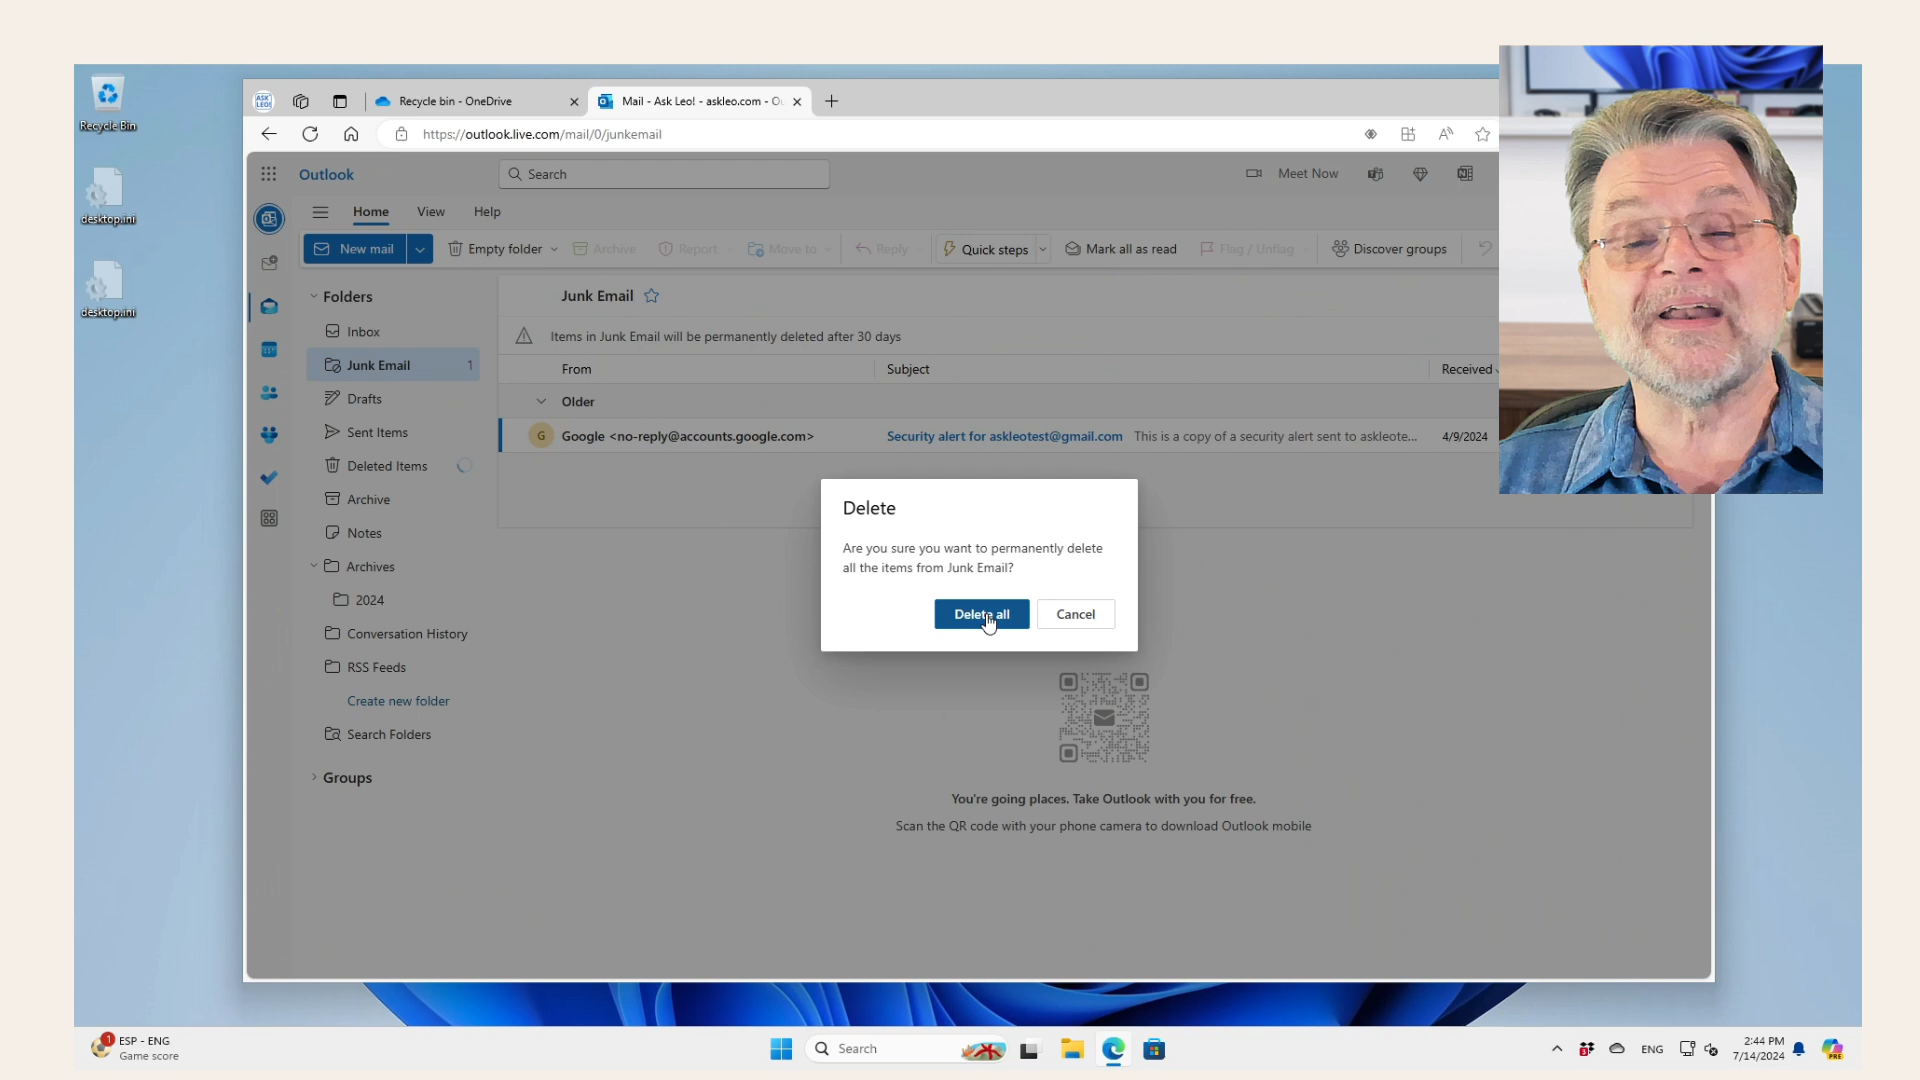 Recycle Bin
desktop.ini
desktop.ini
ASK LEO!
Recycle bin - OneDrive
Mail - Ask Leo! - askleo.com - O
https://outlook.live.com/mail/0/junkemail
Outlook
Search
Meet Now
Home View Help
New mail
Empty folder
Archive
Report
Move to
Reply
Quick steps
Mark all as read
Flag / Unflag
Discover groups
Folders
Inbox
Junk Email 1
Drafts
Sent Items
Deleted Items
Archive
Notes
Archives
2024
Conversation History
RSS Feeds
Create new folder
Search Folders
Groups
Junk Email
Items in Junk Email will be permanently deleted after 30 days
From Subject Received
Older
G Google <no-reply@accounts.google.com> Security alert for askleotest@gmail.com This is a copy of a security alert sent to askleote... 4/9/2024
Delete
Are you sure you want to permanently delete
all the items from Junk Email?
Delete all Cancel
You're going places. Take Outlook with you for free.
Scan the QR code with your phone camera to download Outlook mobile
1
ESP - ENG
Game score
Search
ENG
2:44 PM
7/14/2024
PRE